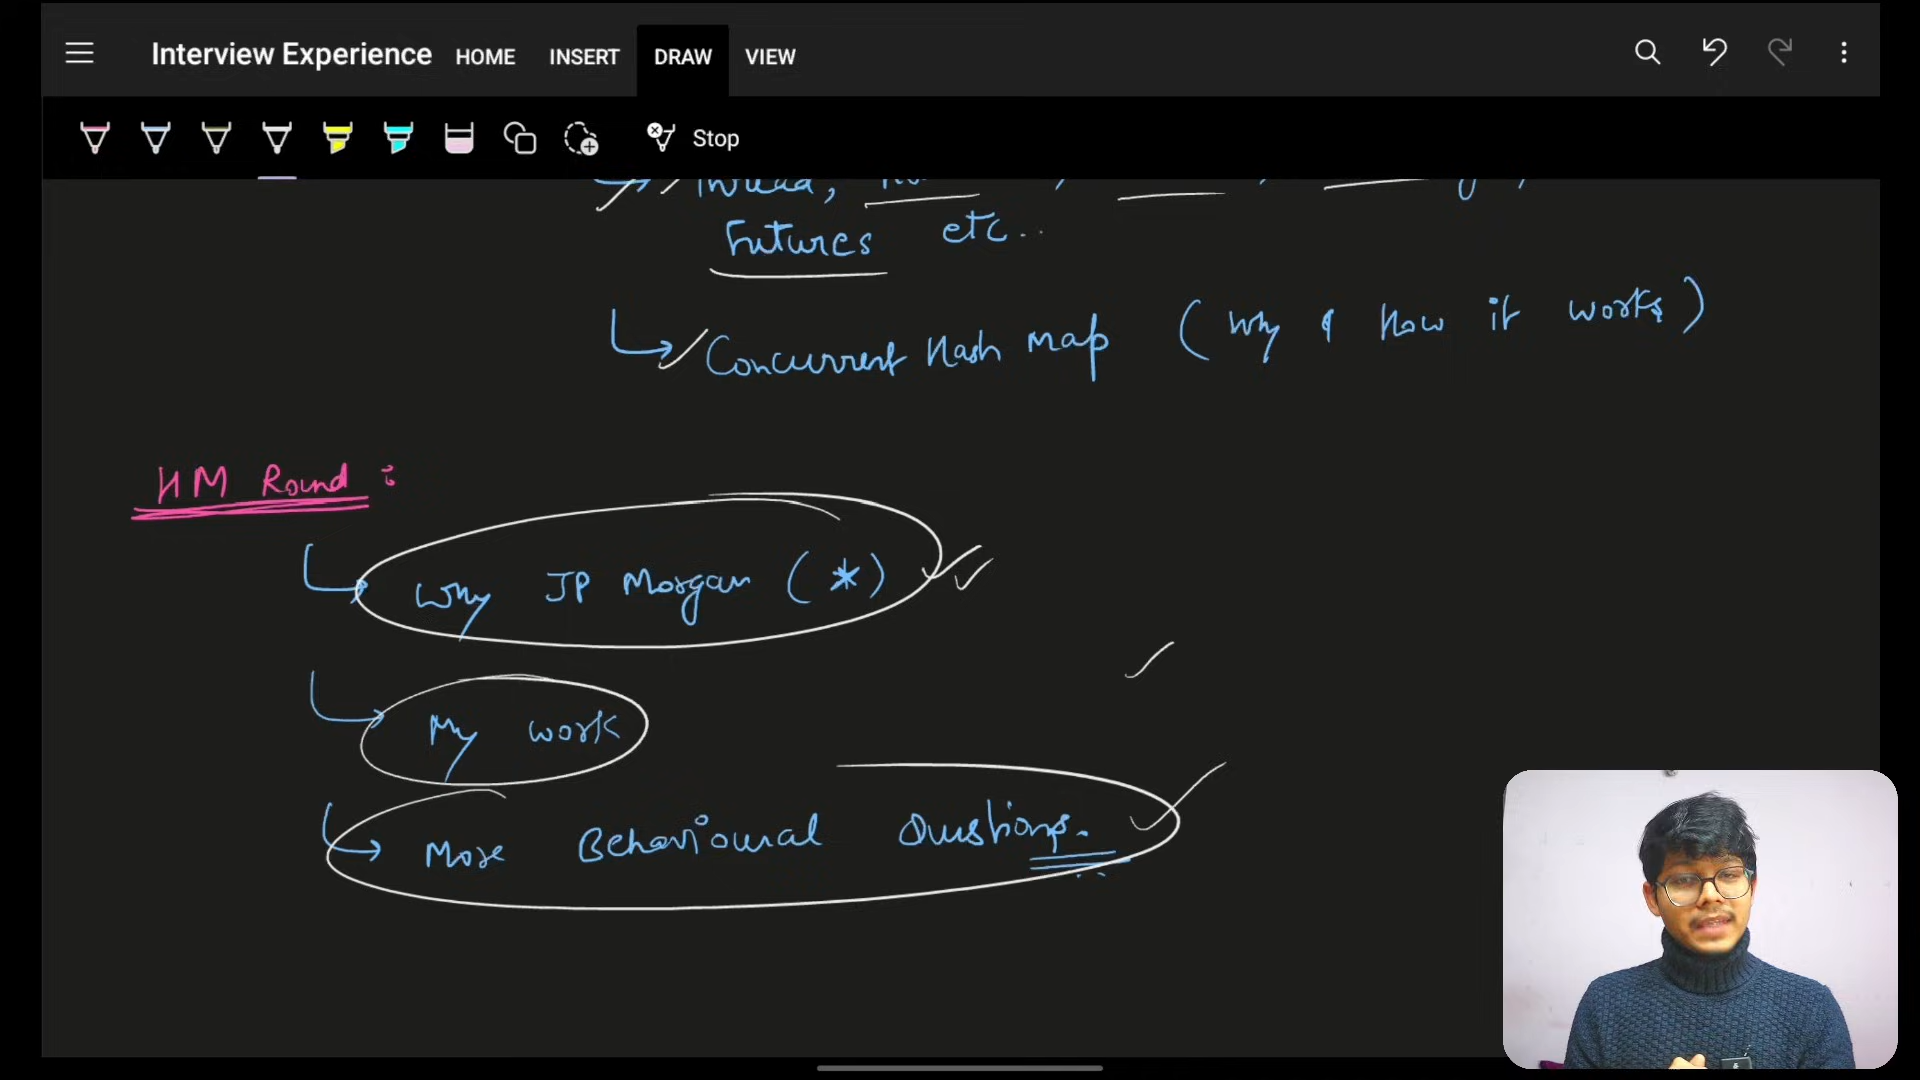 Interview Experience HOME INSERT DRAW VIEW
Stop
Thread,
Futures etc..
Concurrent Hash Map (Why & How it works)
HM Round :
Why JP Morgan (*)
My work
More Behavioural Questions.